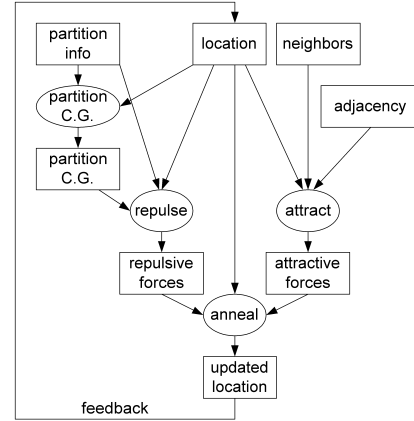 partition
info
location
neighbors
adjacency
partition
C.G.
partition
C.G.
repulse
attract
repulsive
forces
attractive
forces
anneal
updated
location
feedback